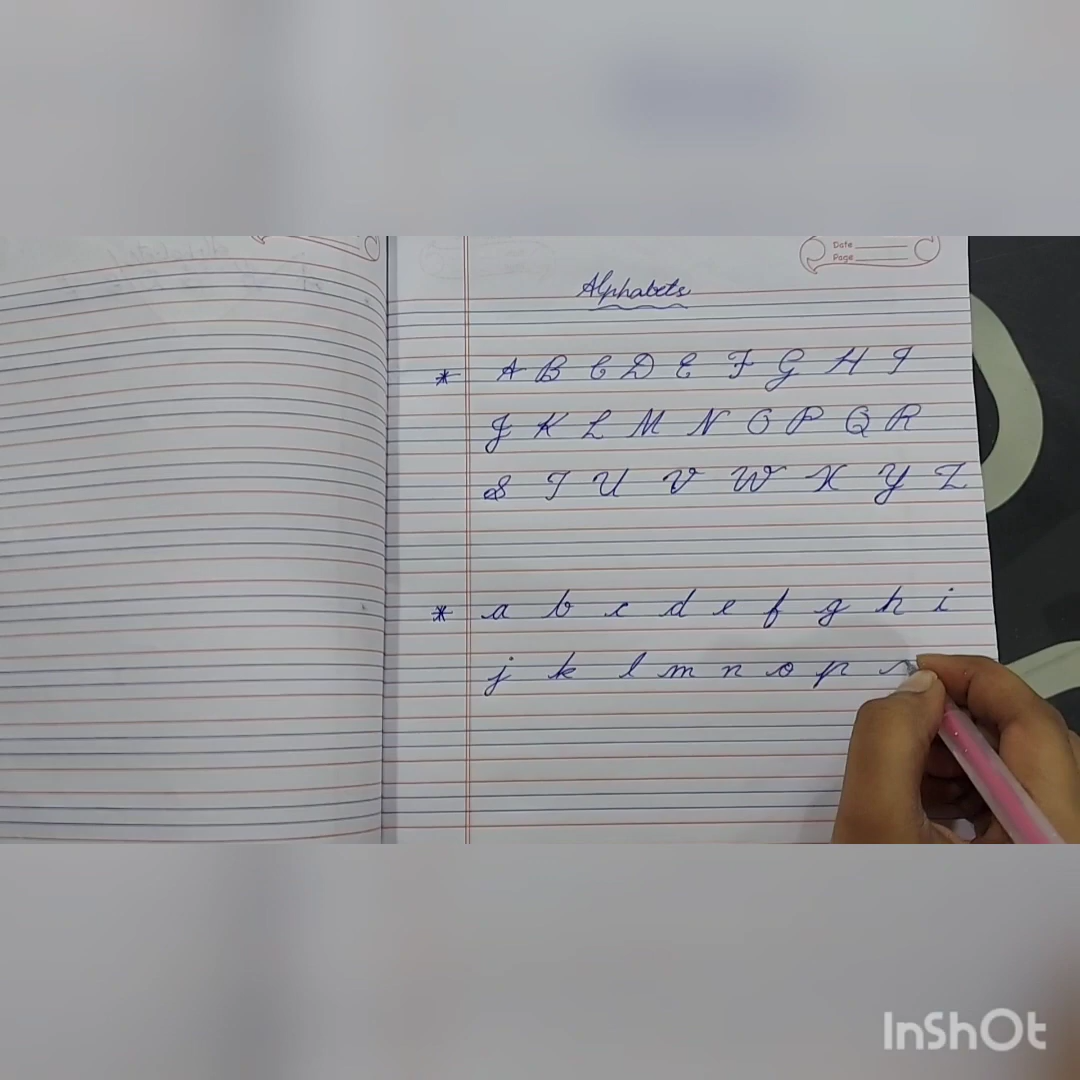 Date
Page
Alphabets
* A B C D E F G H I
J K L M N O P Q R
S T U V W X Y Z
* a b c d e f g h i
j k l m n o p
InShOt